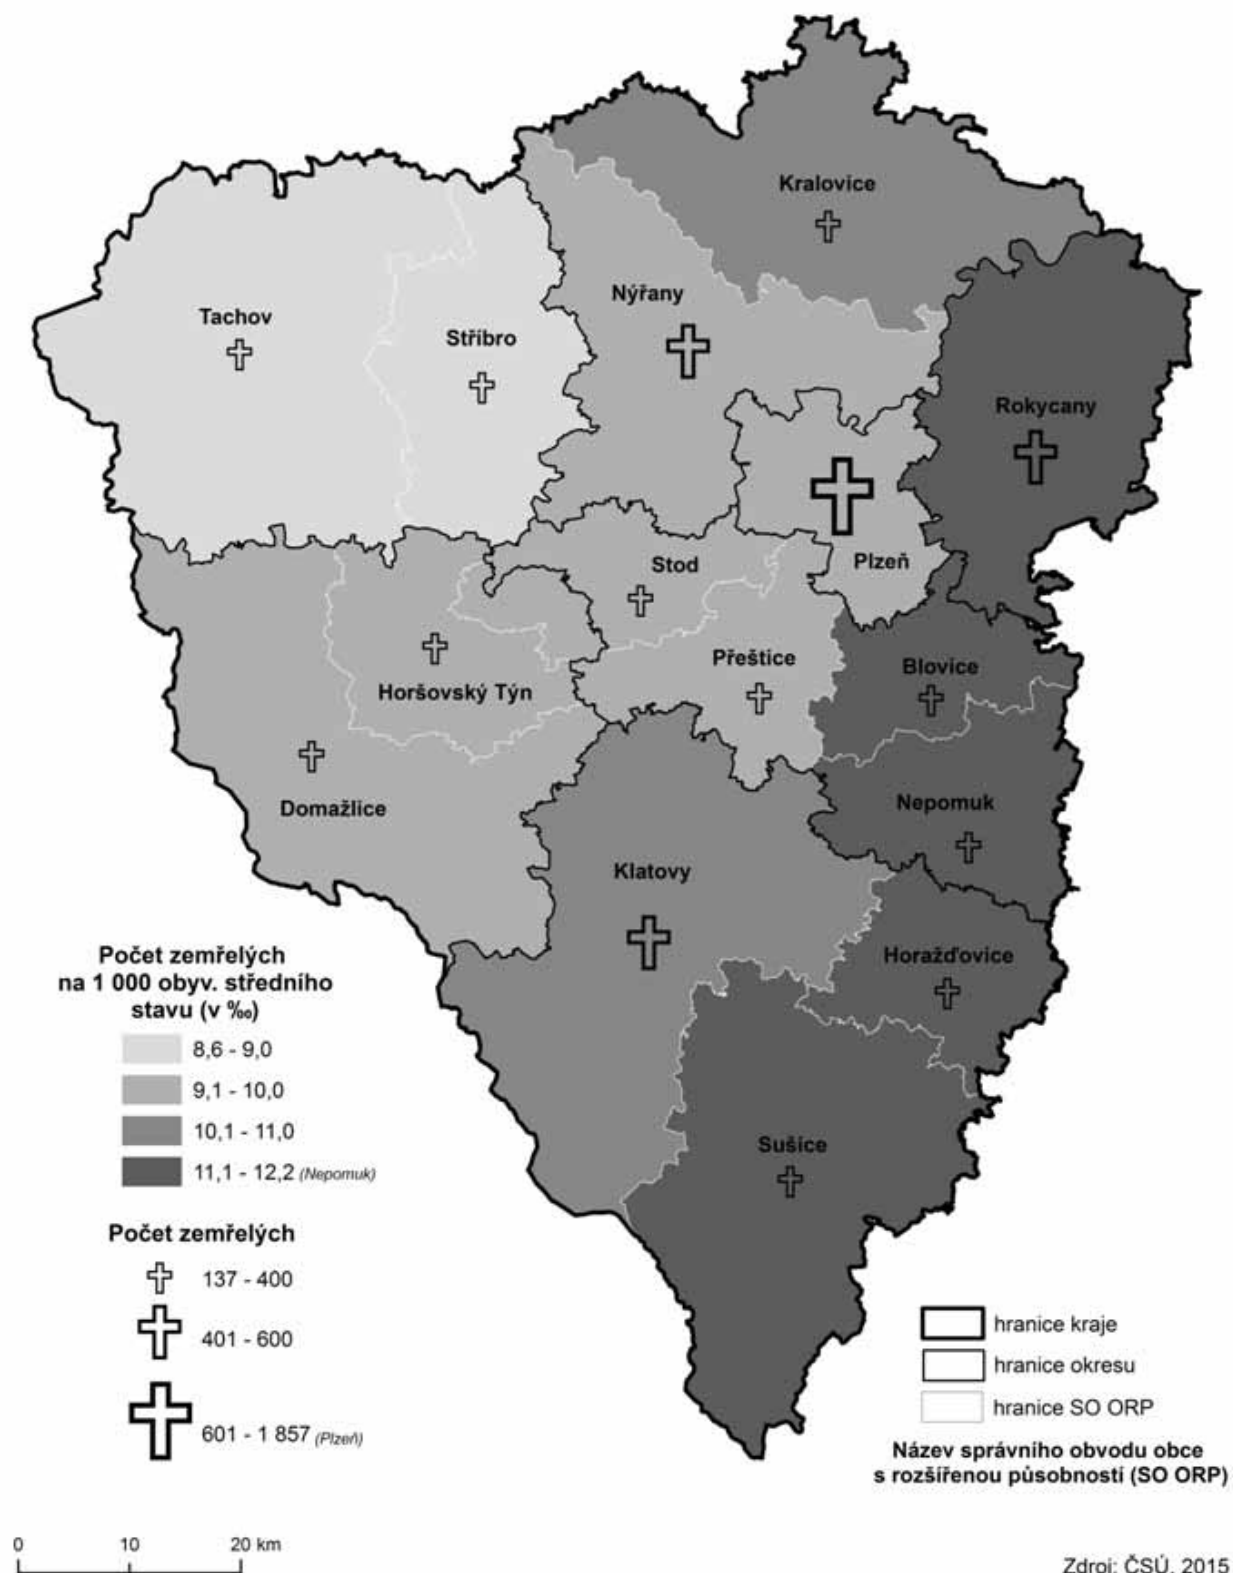 Kralovice
Nýřany
Tachov
Stříbro
Rokycany
Plzeň
Stod
Přeštice
Blovice
Horšovský Týn
Domažlice
Nepomuk
Klatovy
Horažďovice
Sušice
Počet zemřelých
na 1 000 obyv. středního
stavu (v ‰)
8,6 - 9,0
9,1 - 10,0
10,1 - 11,0
11,1 - 12,2 (Nepomuk)
Počet zemřelých
137 - 400
401 - 600
601 - 1 857 (Plzeň)
hranice kraje
hranice okresu
hranice SO ORP
Název správního obvodu obce
s rozšířenou působností (SO ORP)
0 10 20 km
Zdroj: ČSÚ, 2015